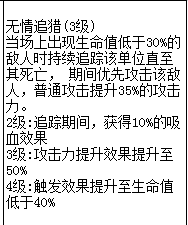 无情追猎(3级)
当场上出现生命值低于30%的
敌人时持续追踪该单位直至
其死亡， 期间优先攻击该敌
人，普通攻击提升35%的攻击
力。
2级:追踪期间，获得10%的吸
血效果
3级:攻击力提升效果提升至
50%
4级:触发效果提升至生命值
低于40%